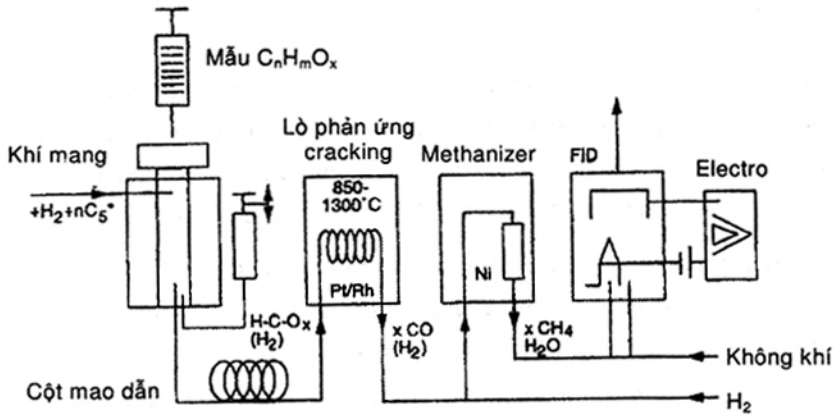 Mẫu CnHmOx
Lò phản ứng
cracking
Khí mang
Methanizer
FID
Electro
850-
1300°C
+H2+nC5*
Ni
Pt/Rh
H-C-Ox
(H2)
x CO
(H2)
x CH4
H2O
Không khí
Cột mao dẫn
H2